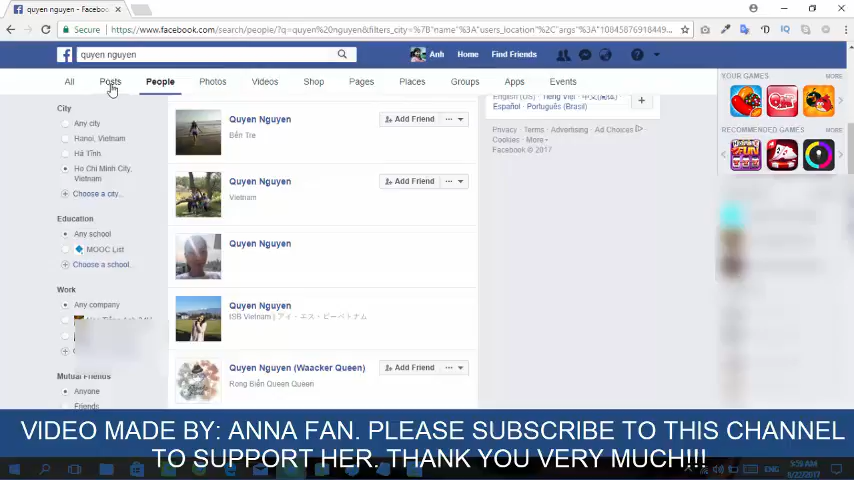 quyen nguyen
Secure
https://www.facebook.com/search/people/?q=quyen%20nguyen&filters_city=%7B"name"%3A"users_location"%2C"args"%3A"108458769184495...
quyen nguyen
Anh Home Find Friends
All Posts People Photos Videos Shop Pages Places Groups Apps Events
City
Any city
Hanoi, Vietnam
Hà Tĩnh
Ho Chi Minh City,
Vietnam
Choose a city...
Education
Any school
MOOC List
Choose a school...
Work
Any company
Mutual Friends
Anyone
Friends
Quyen Nguyen
Bến Tre
Add Friend
Quyen Nguyen
Vietnam
Add Friend
Quyen Nguyen
Quyen Nguyen
ISB Vietnam | アイ・エス・ビーベトナム
Quyen Nguyen (Waacker Queen)
Rong Biển Queen Queen
Add Friend
English (US) · Tiếng Việt · 中文(台灣) ·
Español · Português (Brasil)
Privacy · Terms · Advertising · Ad Choices
Cookies · More
Facebook © 2017
YOUR GAMES MORE
RECOMMENDED GAMES MORE
VIDEO MADE BY: ANNA FAN. PLEASE SUBSCRIBE TO THIS CHANNEL
TO SUPPORT HER. THANK YOU VERY MUCH!!!
ENG